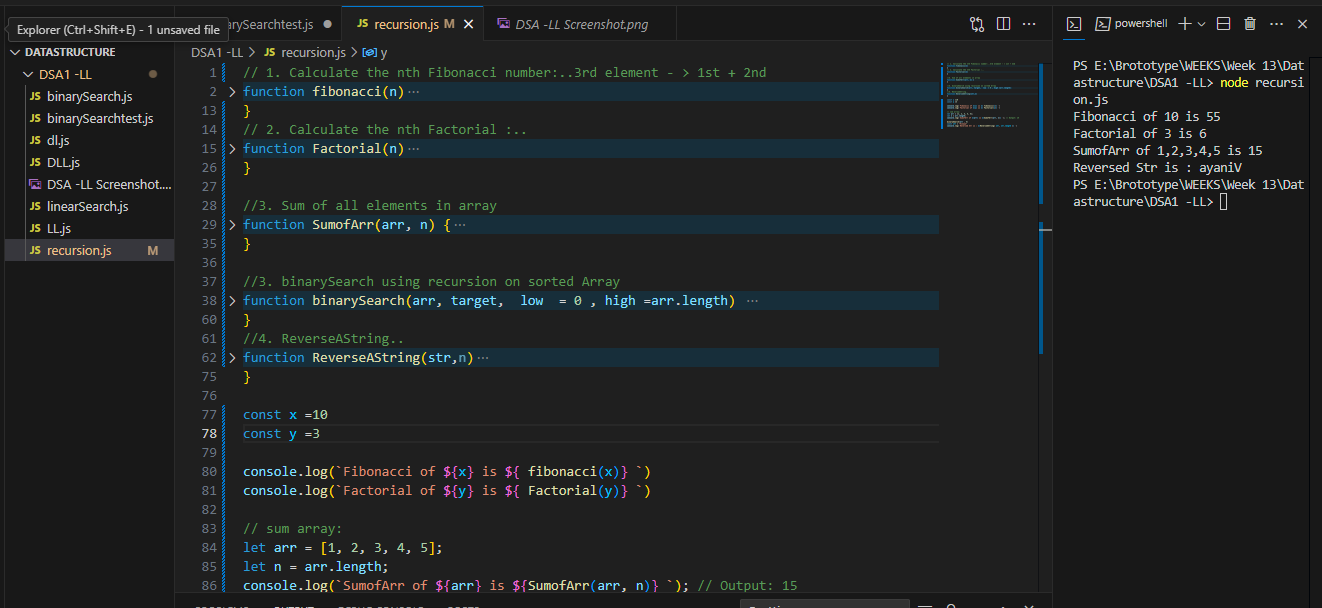 arySearchtest.js
JS recursion.js M
DSA -LL Screenshot.png
powershell
Explorer (Ctrl+Shift+E) - 1 unsaved file
DATASTRUCTURE
DSA1 -LL
JS binarySearch.js
JS binarySearchtest.js
JS dl.js
JS DLL.js
DSA -LL Screenshot....
JS linearSearch.js
JS LL.js
JS recursion.js M
DSA1 -LL > JS recursion.js > y
1 // 1. Calculate the nth Fibonacci number:..3rd element - > 1st + 2nd
2 function fibonacci(n)...
13 }
14 // 2. Calculate the nth Factorial :..
15 function Factorial(n)...
26 }
27
28 //3. Sum of all elements in array
29 function SumofArr(arr, n) {...
35 }
36
37 //3. binarySearch using recursion on sorted Array
38 function binarySearch(arr, target,  low  = 0 , high =arr.length) ...
60 }
61 //4. ReverseAString..
62 function ReverseAString(str,n)...
75 }
76
77 const x =10
78 const y =3
79
80 console.log(`Fibonacci of ${x} is ${ fibonacci(x)} `)
81 console.log(`Factorial of ${y} is ${ Factorial(y)} `)
82
83 // sum array:
84 let arr = [1, 2, 3, 4, 5];
85 let n = arr.length;
86 console.log(`SumofArr of ${arr} is ${SumofArr(arr, n)} `); // Output: 15
PS E:\Brototype\WEEKS\Week 13\Dat
astructure\DSA1 -LL> node recursi
on.js
Fibonacci of 10 is 55
Factorial of 3 is 6
SumofArr of 1,2,3,4,5 is 15
Reversed Str is : ayaniV
PS E:\Brototype\WEEKS\Week 13\Dat
astructure\DSA1 -LL>